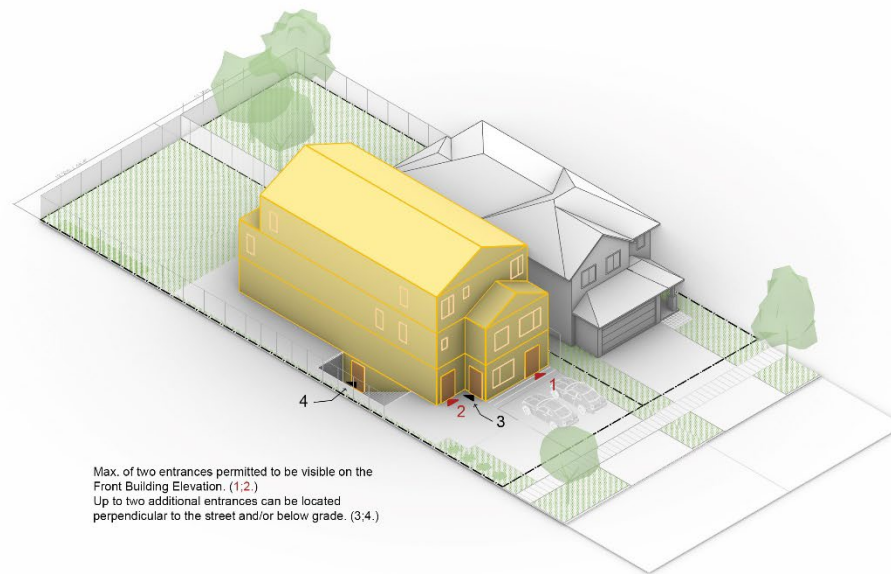 1
2
3
4
Max. of two entrances permitted to be visible on the
Front Building Elevation. (1;2.)
Up to two additional entrances can be located
perpendicular to the street and/or below grade. (3;4.)